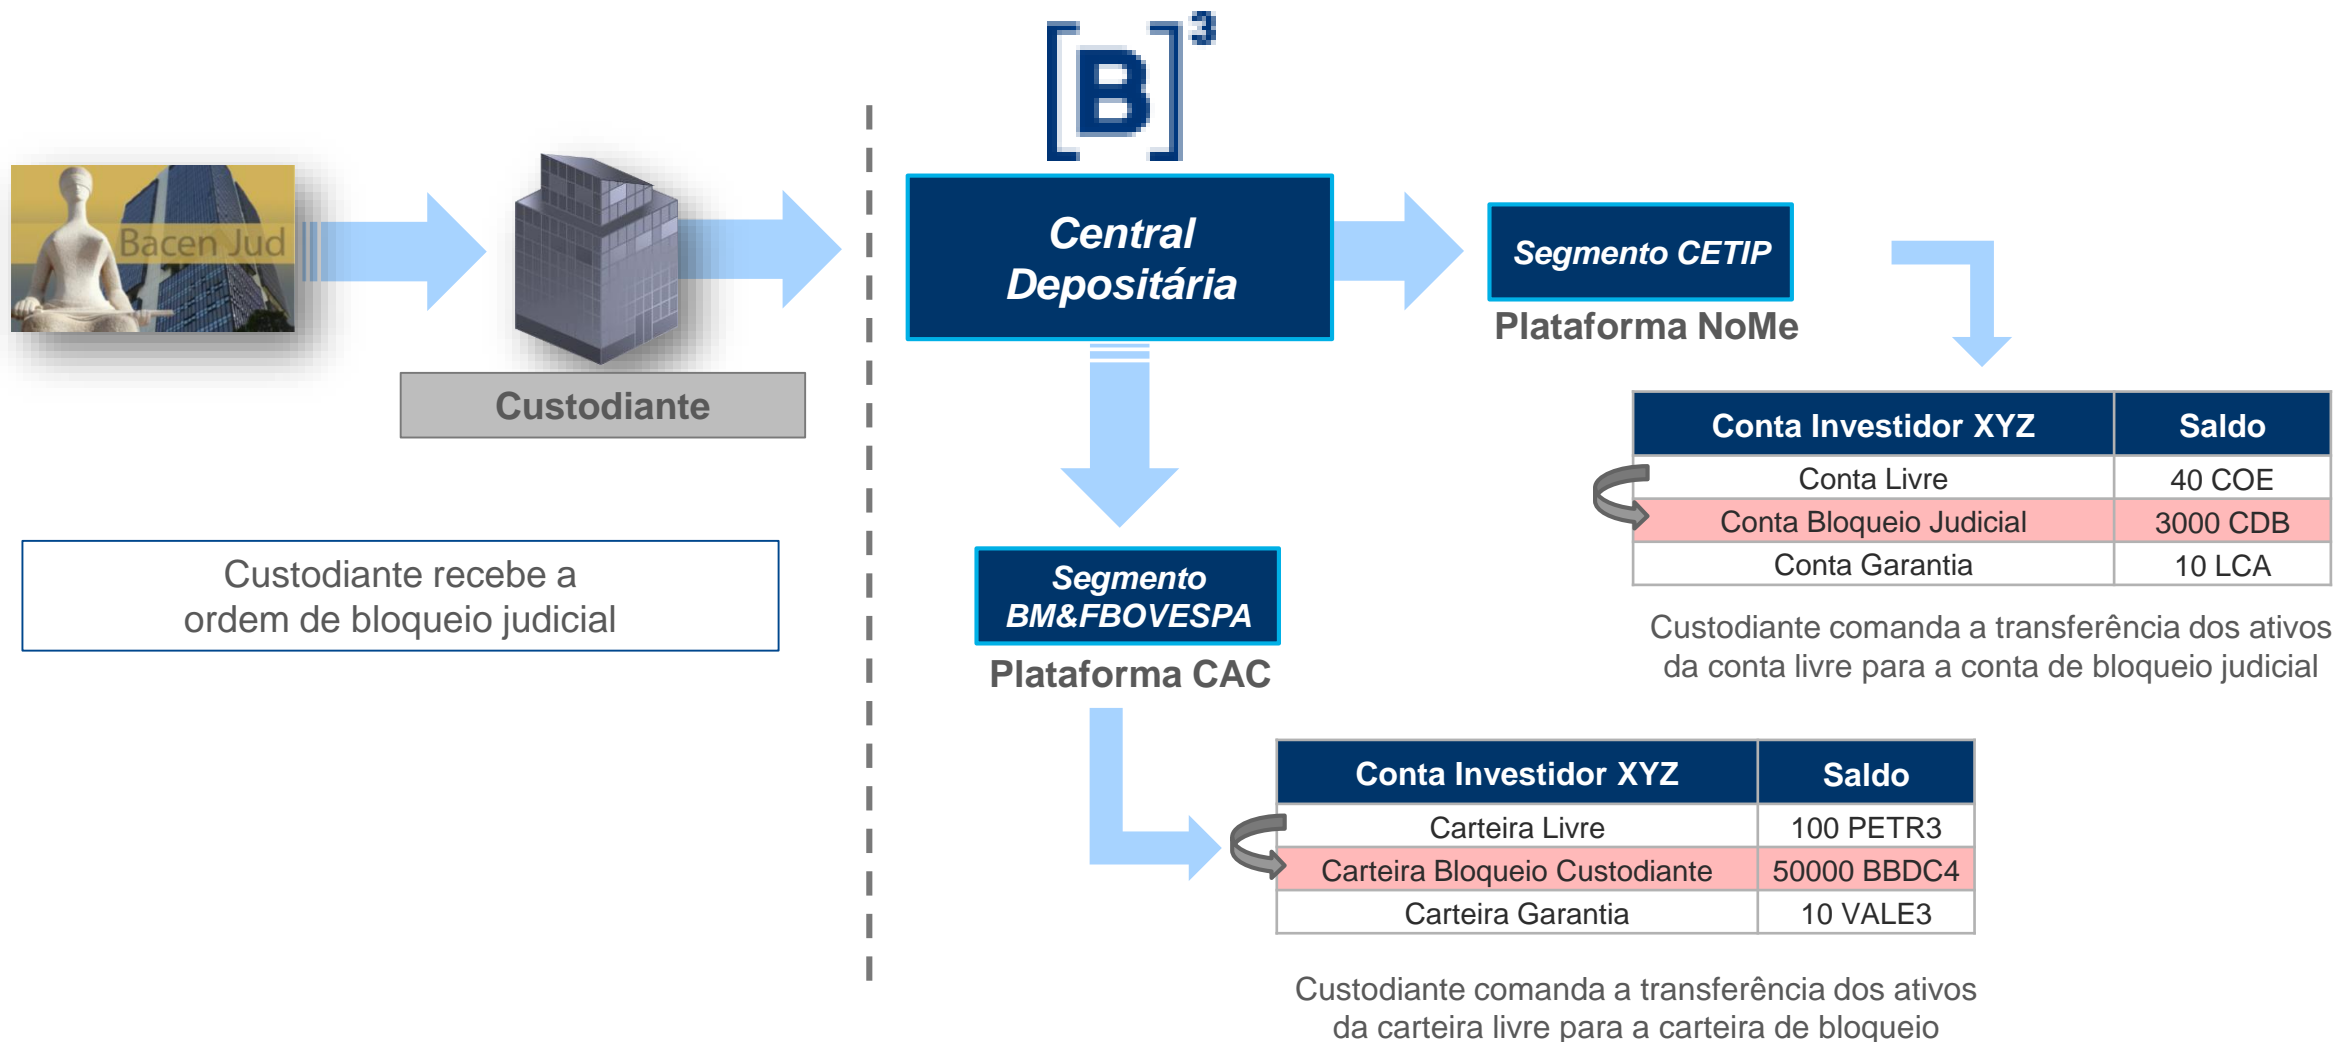 [B]³
Bacen Jud
Custodiante
Custodiante recebe a
ordem de bloqueio judicial
Central
Depositária
Segmento CETIP
Plataforma NoMe
Conta Investidor XYZ Saldo
Conta Livre 40 COE
Conta Bloqueio Judicial 3000 CDB
Conta Garantia 10 LCA
Custodiante comanda a transferência dos ativos
da conta livre para a conta de bloqueio judicial
Segmento
BM&FBOVESPA
Plataforma CAC
Conta Investidor XYZ Saldo
Carteira Livre 100 PETR3
Carteira Bloqueio Custodiante 50000 BBDC4
Carteira Garantia 10 VALE3
Custodiante comanda a transferência dos ativos
da carteira livre para a carteira de bloqueio